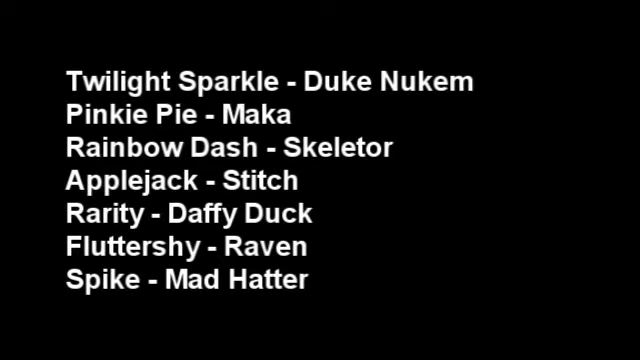 Twilight Sparkle - Duke Nukem
Pinkie Pie - Maka
Rainbow Dash - Skeletor
Applejack - Stitch
Rarity - Daffy Duck
Fluttershy - Raven
Spike - Mad Hatter